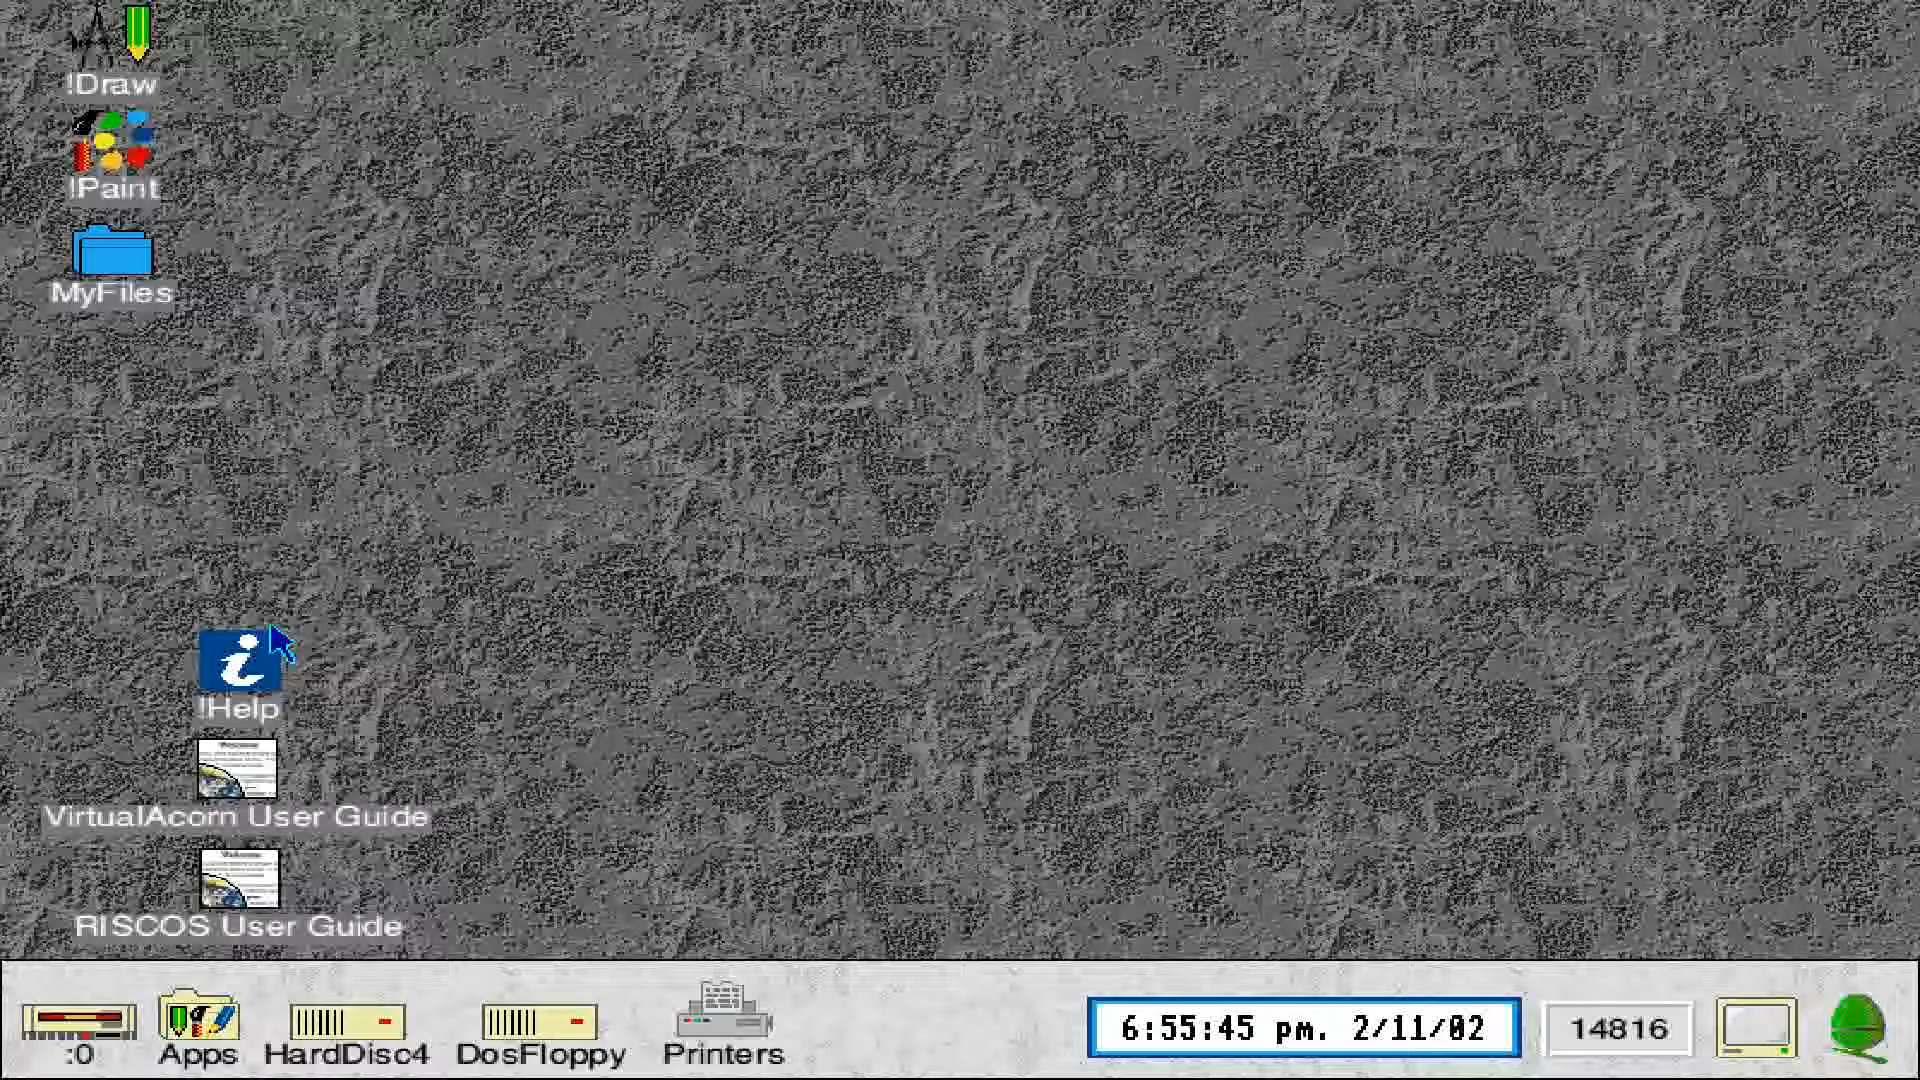 !Draw
!Paint
MyFiles
!Help
VirtualAcorn User Guide
RISCOS User Guide
:0
Apps
HardDisc4
DosFloppy
Printers
6:55:45 pm. 2/11/02
14816